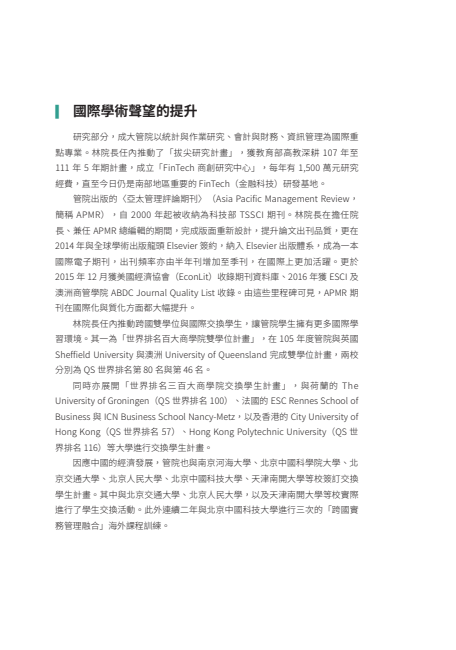 國際學術聲望的提升
研究部分，成大管院以統計與作業研究、會計與財務、資訊管理為國際重
點專業。林院長任內推動了「拔尖研究計畫」，獲教育部高教深耕 107 年至
111 年 5 年期計畫，成立「FinTech 商創研究中心」，每年有 1,500 萬元研究
經費，直至今日仍是南部地區重要的 FinTech（金融科技）研發基地。
管院出版的〈亞太管理評論期刊〉（Asia Pacific Management Review，
簡稱 APMR），自 2000 年起被收納為科技部 TSSCI 期刊。林院長在擔任院
長、兼任 APMR 總編輯的期間，完成版面重新設計，提升論文出刊品質，更在
2014 年與全球學術出版龍頭 Elsevier 簽約，納入 Elsevier 出版體系，成為一本
國際電子期刊，出刊頻率亦由半年刊增加至季刊，在國際上更加活躍。更於
2015 年 12 月獲美國經濟協會（EconLit）收錄期刊資料庫、2016 年獲 ESCI 及
澳洲商管學院 ABDC Journal Quality List 收錄。由這些里程碑可見，APMR 期
刊在國際化與質化方面都大幅提升。
林院長任內推動跨國雙學位與國際交換學生，讓管院學生擁有更多國際學
習環境。其一為「世界排名百大商學院雙學位計畫」，在 105 年度管院與英國
Sheffield University 與澳洲 University of Queensland 完成雙學位計畫，兩校
分別為 QS 世界排名第 80 名與第 46 名。
同時亦展開「世界排名三百大商學院交換學生計畫」，與荷蘭的 The
University of Groningen（QS 世界排名 100）、法國的 ESC Rennes School of
Business 與 ICN Business School Nancy-Metz，以及香港的 City University of
Hong Kong（QS 世界排名 57）、Hong Kong Polytechnic University（QS 世
界排名 116）等大學進行交換學生計畫。
因應中國的經濟發展，管院也與南京河海大學、北京中國科學院大學、北
京交通大學、北京人民大學、北京中國科技大學、天津南開大學等校簽訂交換
學生計畫。其中與北京交通大學、北京人民大學，以及天津南開大學等校實際
進行了學生交換活動。此外連續二年與北京中國科技大學進行三次的「跨國實
務管理融合」海外課程訓練。